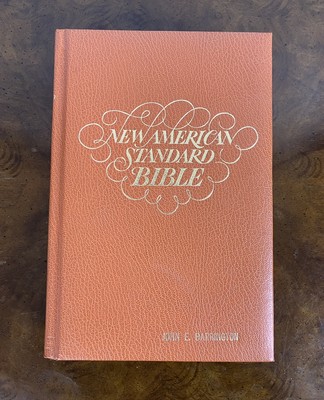 NEW AMERICAN
STANDARD
BIBLE
JOHN E. BARRINGTON